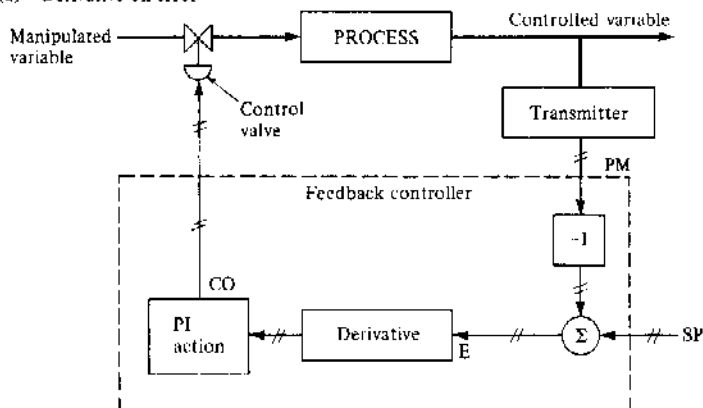 Controlled variable
Manipulated
variable
PROCESS
Control
valve
Transmitter
PM
Feedback controller
-1
CO
PI
action
Derivative
E
Σ
SP